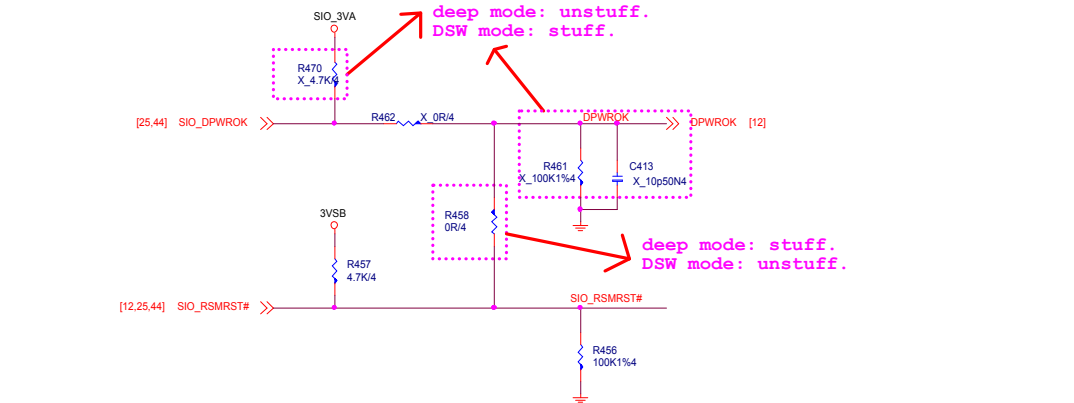 deep mode: unstuff.
DSW mode: stuff.
SIO_3VA
R470
X_4.7K/4
[25,44] SIO_DPWROK
R462 X_0R/4
DPWROK
DPWROK [12]
R461
X_100K1%4
C413
X_10p50N4
R458
0R/4
3VSB
deep mode: stuff.
DSW mode: unstuff.
R457
4.7K/4
[12,25,44] SIO_RSMRST#
SIO_RSMRST#
R456
100K1%4